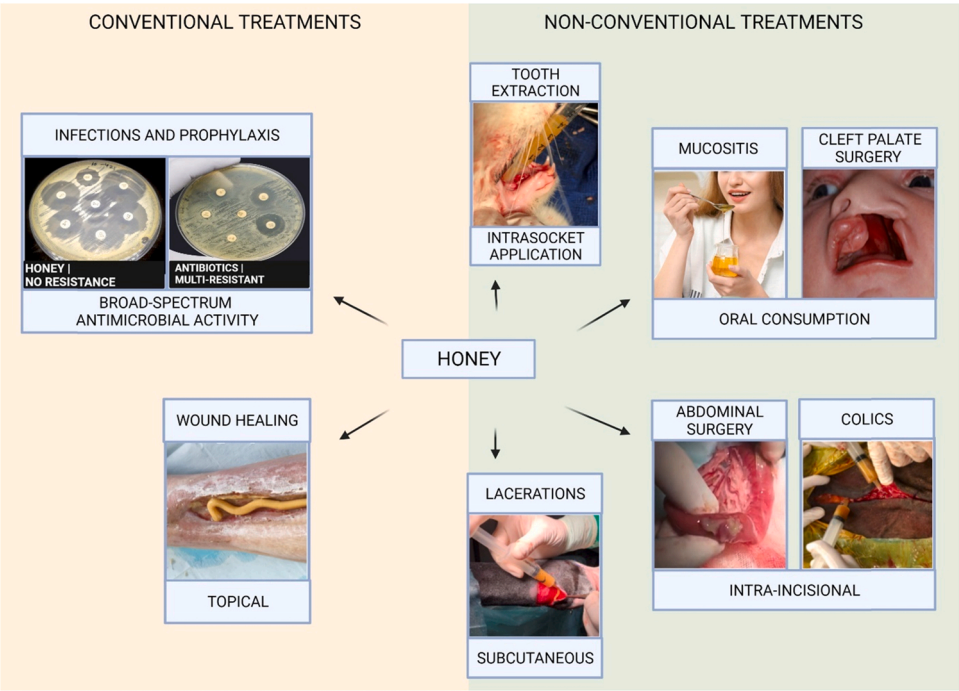 CONVENTIONAL TREATMENTS
NON-CONVENTIONAL TREATMENTS
INFECTIONS AND PROPHYLAXIS
HONEY |
NO RESISTANCE
ANTIBIOTICS |
MULTI-RESISTANT
BROAD-SPECTRUM
ANTIMICROBIAL ACTIVITY
TOOTH
EXTRACTION
INTRASOCKET
APPLICATION
MUCOSITIS
CLEFT PALATE
SURGERY
ORAL CONSUMPTION
HONEY
WOUND HEALING
TOPICAL
LACERATIONS
SUBCUTANEOUS
ABDOMINAL
SURGERY
COLICS
INTRA-INCISIONAL